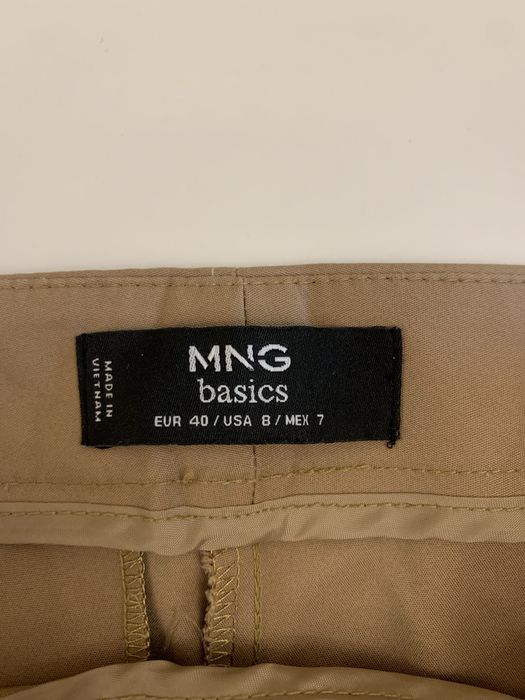 MNG
basics
EUR 40 / USA 8 / MEX 7
MADE IN
VIETNAM